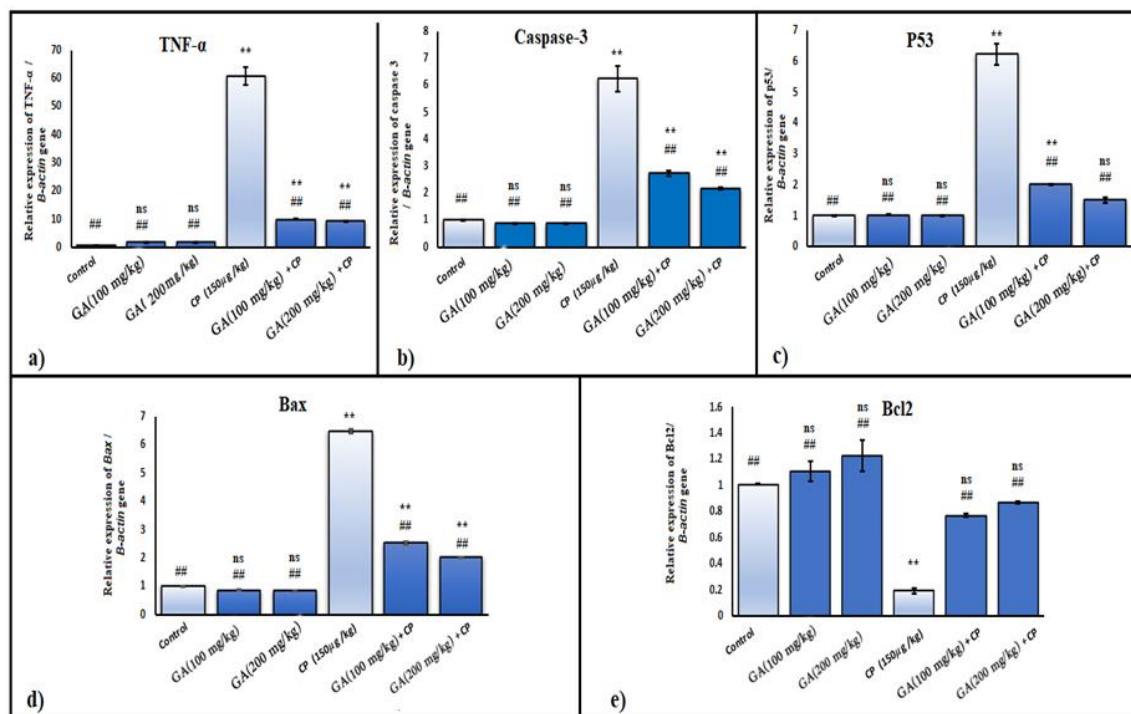 TNF-α
Relative expression of TNF-α /
B-actin gene
70
60
50
40
30
20
10
0
##
ns
##
ns
##
**
**
##
**
##
Control
GA(100 mg/kg)
GA( 200mg/kg)
CP (150µg/kg)
GA(100 mg/kg) +CP
GA(200 mg/kg) +CP
a)
Caspase-3
Relative expression of caspase 3
/ B-actin gene
8
7
6
5
4
3
2
1
0
##
ns
##
ns
##
**
**
##
**
##
Control
GA(100 mg/kg)
GA(200 mg/kg)
CP (150µg/kg)
GA(100 mg/kg)+CP
GA(200 mg/kg) +CP
b)
P53
Relative expression of p53/
B-actin gene
7
6
5
4
3
2
1
0
##
ns
##
ns
##
**
**
##
ns
##
Control
GA(100 mg/kg)
GA(200 mg/kg)
CP (150µg/kg)
GA(100 mg/kg) +CP
GA(200 mg/kg)+CP
c)
Bax
Relative expression of Bax /
B-actin gene
7
6
5
4
3
2
1
0
##
ns
##
ns
##
**
**
##
**
##
Control
GA(100 mg/kg)
GA(200 mg/kg)
CP (150µg/kg)
GA(100 mg/kg)+CP
GA(200 mg/kg) +CP
d)
Bcl2
Relative expression of Bcl2/
B-actin gene
1.6
1.4
1.2
1
0.8
0.6
0.4
0.2
0
##
ns
##
ns
##
**
ns
##
ns
##
Control
GA(100 mg/kg)
GA(200 mg/kg)
CP (150µg/kg)
GA(100 mg/kg)+CP
GA(200 mg/kg) +CP
e)